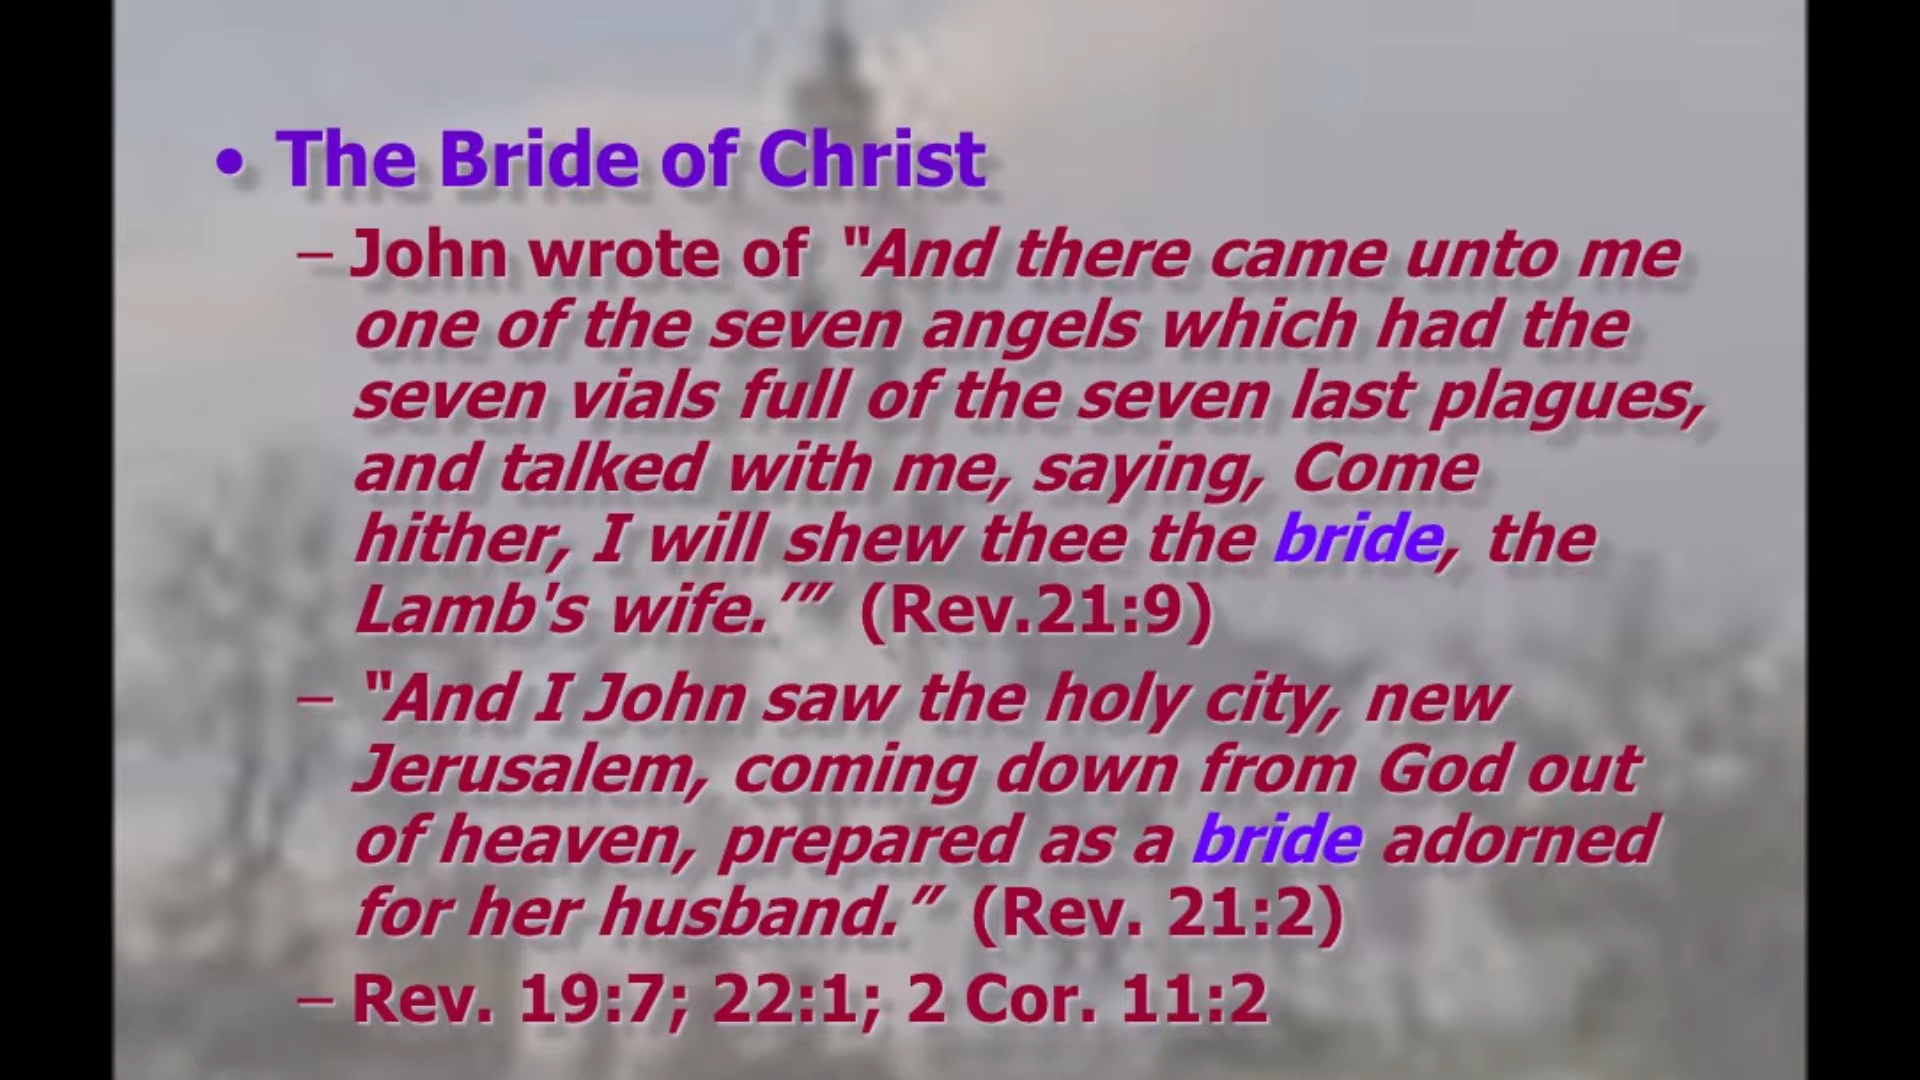 • The Bride of Christ
– John wrote of "And there came unto me
one of the seven angels which had the
seven vials full of the seven last plagues,
and talked with me, saying, Come
hither, I will shew thee the bride, the
Lamb's wife.’” (Rev.21:9)
– “And I John saw the holy city, new
Jerusalem, coming down from God out
of heaven, prepared as a bride adorned
for her husband.” (Rev. 21:2)
– Rev. 19:7; 22:1; 2 Cor. 11:2